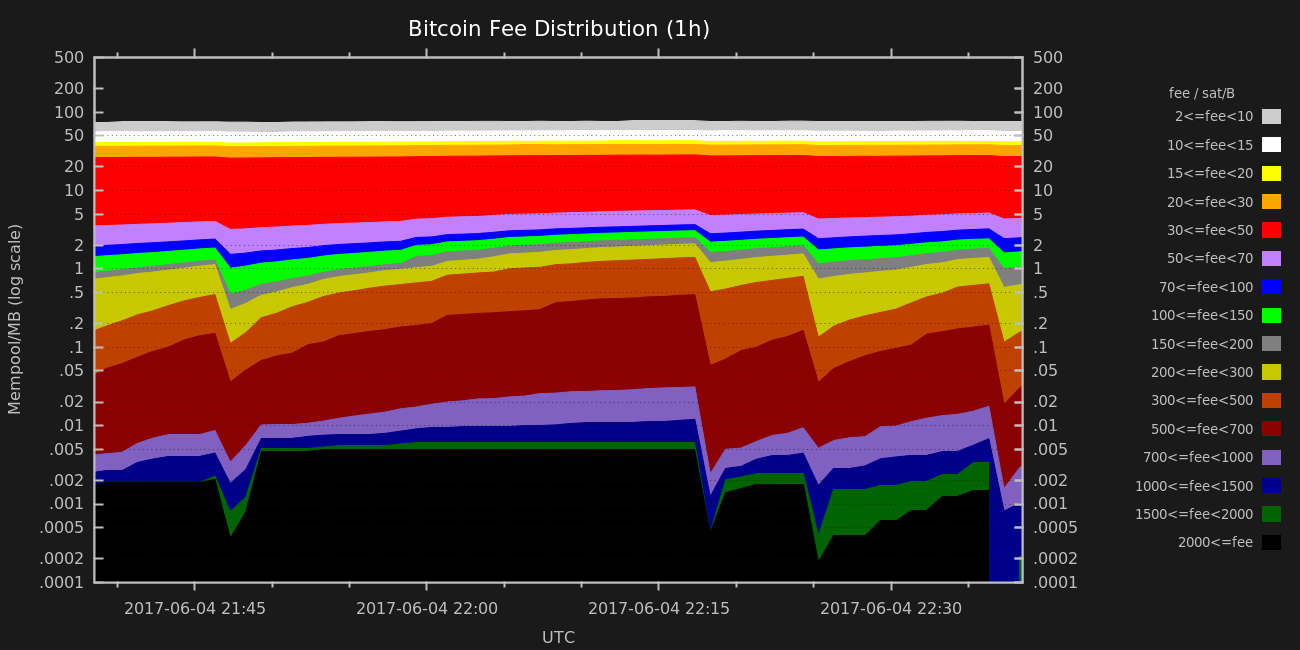 Bitcoin Fee Distribution (1h)
Mempool/MB (log scale)
500
200
100
50
20
10
5
2
1
.5
.2
.1
.05
.02
.01
.005
.002
.001
.0005
.0002
.0001
500
200
100
50
20
10
5
2
1
.5
.2
.1
.05
.02
.01
.005
.002
.001
.0005
.0002
.0001
2017-06-04 21:45
2017-06-04 22:00
2017-06-04 22:15
2017-06-04 22:30
UTC
fee / sat/B
2<=fee<10
10<=fee<15
15<=fee<20
20<=fee<30
30<=fee<50
50<=fee<70
70<=fee<100
100<=fee<150
150<=fee<200
200<=fee<300
300<=fee<500
500<=fee<700
700<=fee<1000
1000<=fee<1500
1500<=fee<2000
2000<=fee